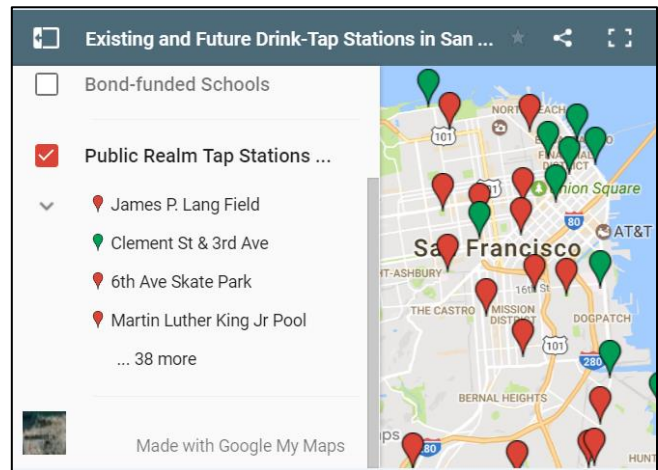 Existing and Future Drink-Tap Stations in San ...
Bond-funded Schools
Public Realm Tap Stations ...
James P. Lang Field
Clement St & 3rd Ave
6th Ave Skate Park
Martin Luther King Jr Pool
... 38 more
Made with Google My Maps
101
Union Square
80
AT&T
San Francisco
HT-ASHBURY
16th St
THE CASTRO
MISSION
DISTRICT
DOGPATCH
101
280
BERNAL HEIGHTS
280
HUNT